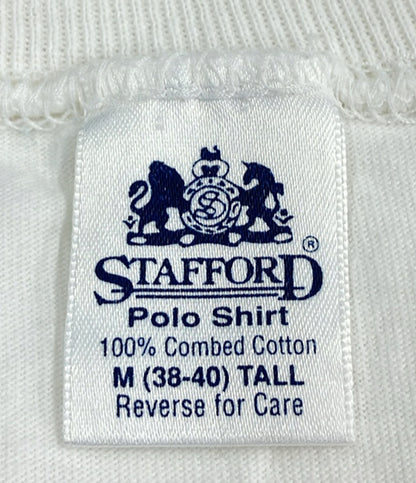 S
STAFFORD®
Polo Shirt
100% Combed Cotton
M (38-40) TALL
Reverse for Care